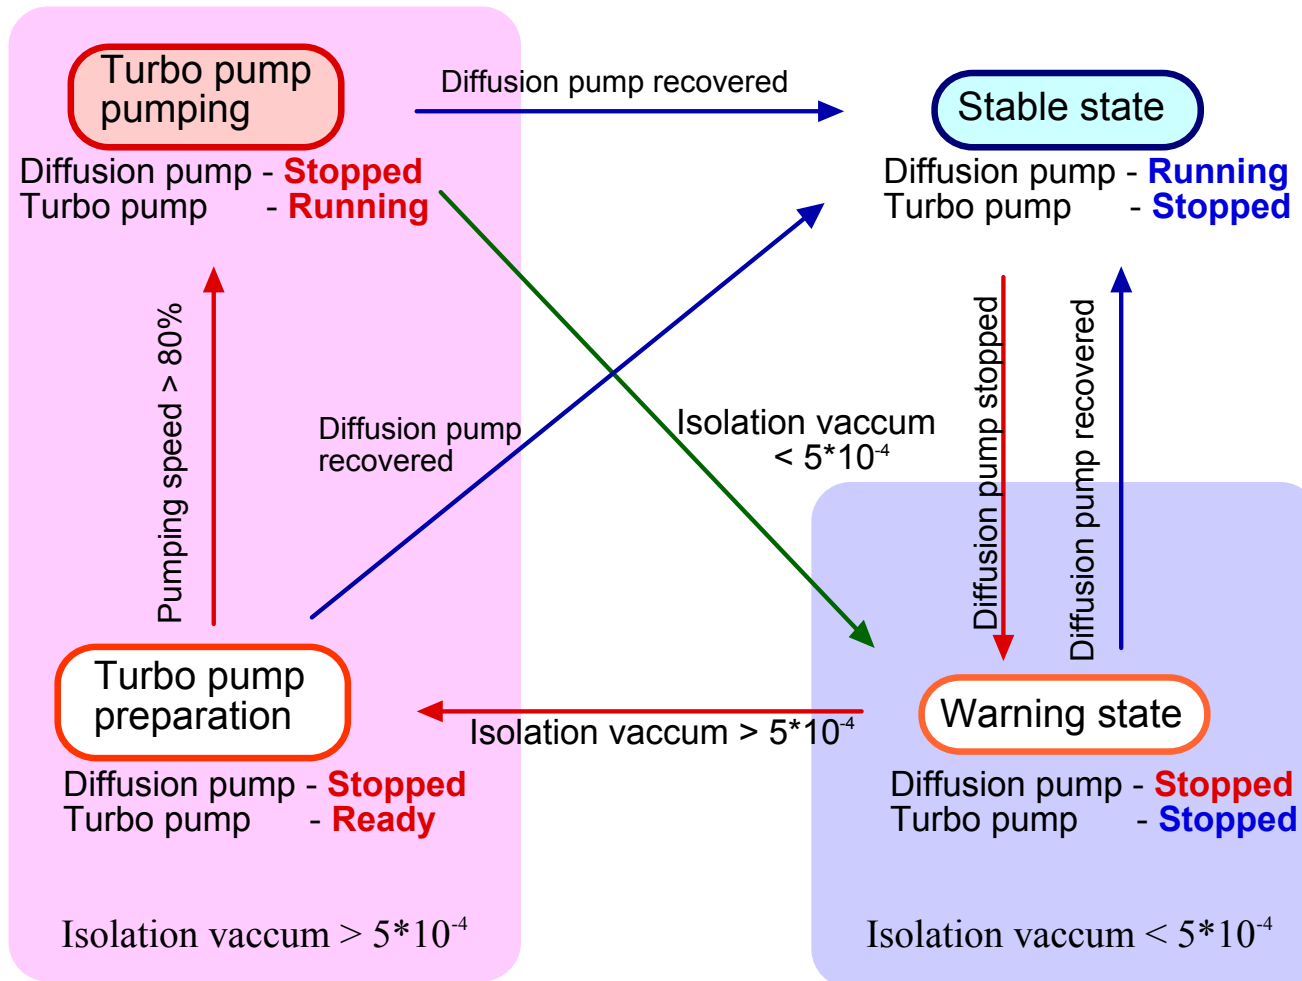 Turbo pump
pumping
Diffusion pump - Stopped
Turbo pump - Running
Diffusion pump recovered
Stable state
Diffusion pump - Running
Turbo pump - Stopped
Pumping speed > 80%
Diffusion pump
recovered
Isolation vaccum
< 5*10⁻⁴
Diffusion pump stopped
Diffusion pump recovered
Turbo pump
preparation
Diffusion pump - Stopped
Turbo pump - Ready
Isolation vaccum > 5*10⁻⁴
Warning state
Diffusion pump - Stopped
Turbo pump - Stopped
Isolation vaccum > 5*10⁻⁴
Isolation vaccum < 5*10⁻⁴